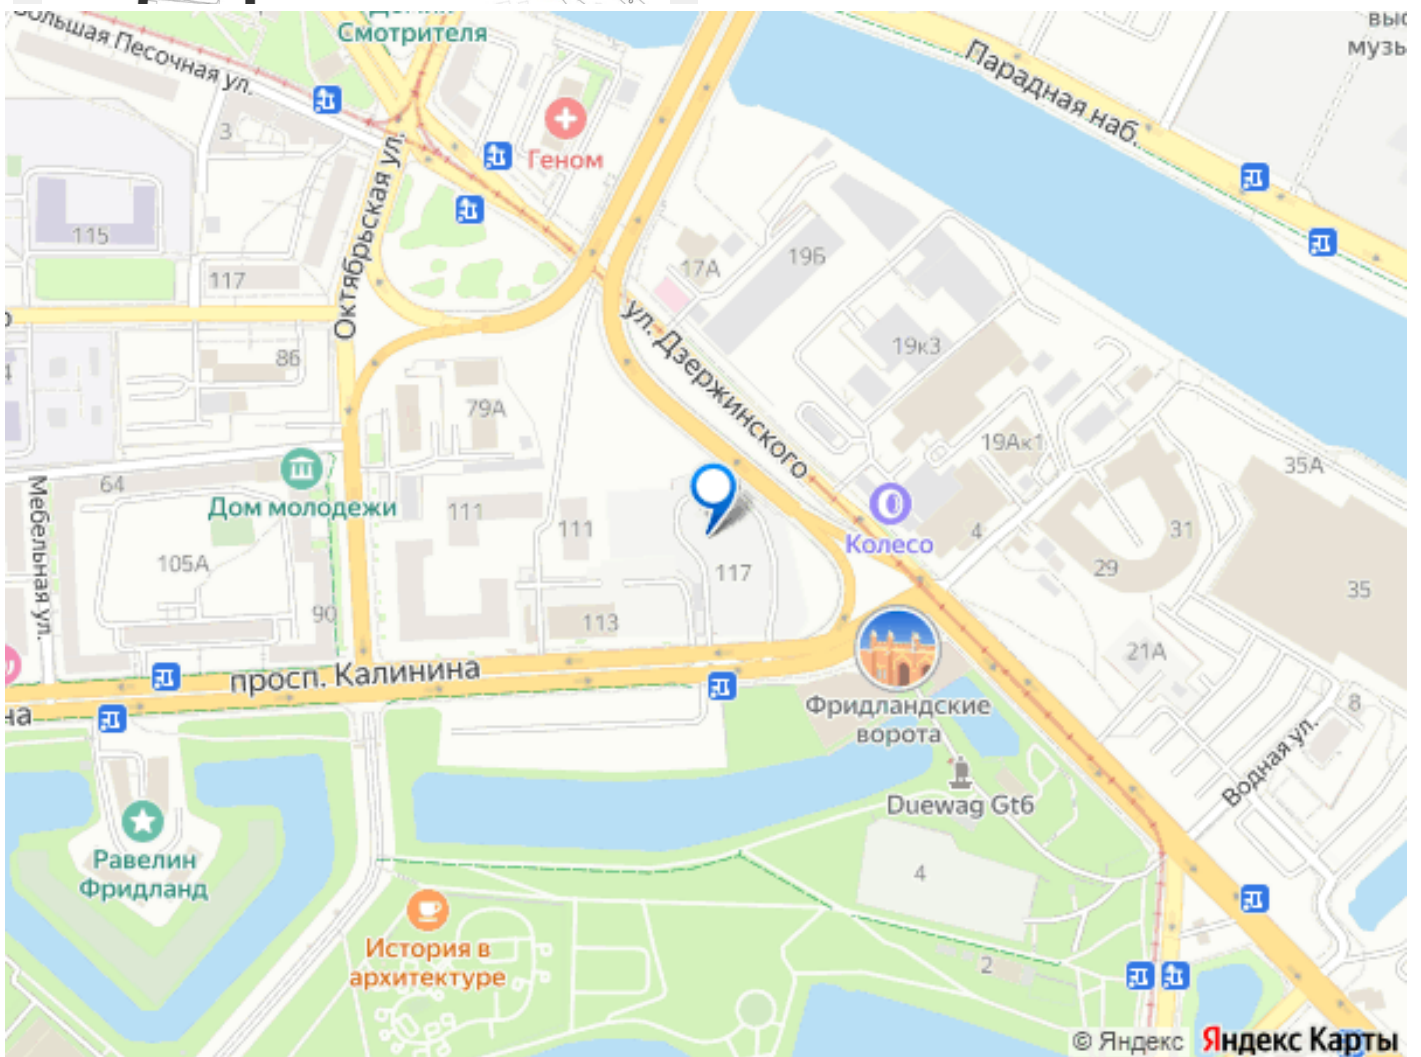 Смотрителя
Большая Песочная ул.
Парадная наб.
Геном
3
Октябрьская ул.
115
117
17А
19Б
ул. Дзержинского
19к3
86
79А
19Ак1
35А
64
Дом молодежи
Мебельная ул.
111
111
Колесо
4
31
105А
117
29
35
90
113
21А
просп. Калинина
на
Фридландские
ворота
8
Водная ул.
Duewag Gt6
Равелин
Фридланд
4
История в
архитектуре
2
© Яндекс Яндекс Карты